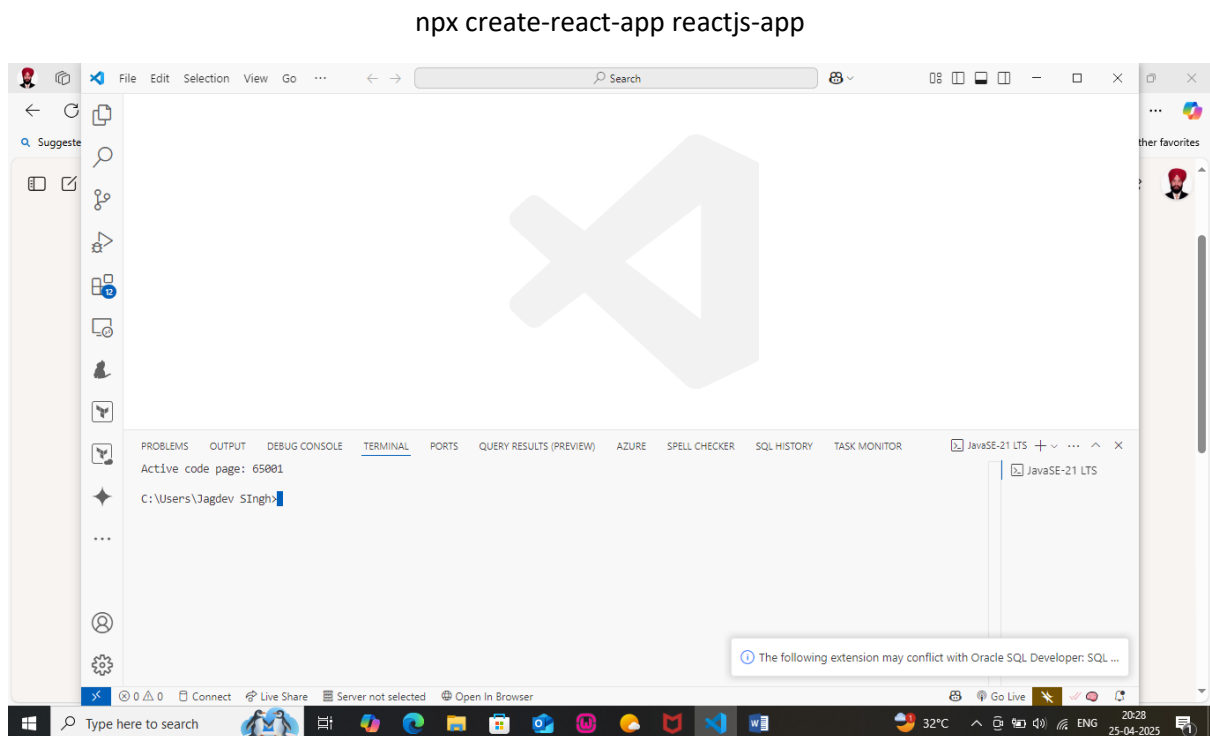 npx create-react-app reactjs-app
File Edit Selection View Go ··· Search
Suggeste
ther favorites
12
PROBLEMS OUTPUT DEBUG CONSOLE TERMINAL PORTS QUERY RESULTS (PREVIEW) AZURE SPELL CHECKER SQL HISTORY TASK MONITOR JavaSE-21 LTS
Active code page: 65001
JavaSE-21 LTS
C:\Users\Jagdev SIngh>
The following extension may conflict with Oracle SQL Developer: SQL ...
0 0 Connect Live Share Server not selected Open In Browser Go Live
Type here to search 32°C ENG 20:28
25-04-2025
1